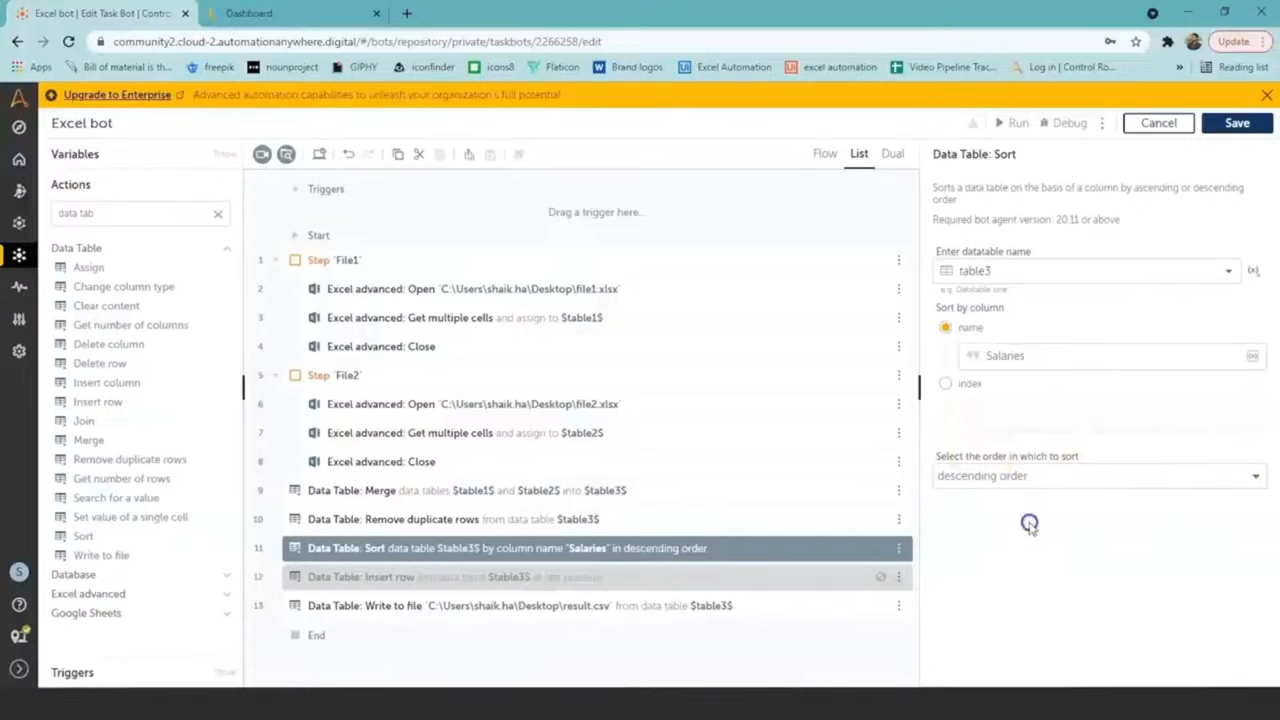 Excel bot | Edit Task Bot | Contro
Dashboard
community2.cloud-2.automationanywhere.digital/#/bots/repository/private/taskbots/2266258/edit
Update
Apps
Bill of material is th...
freepik
nounproject
GIPHY
iconfinder
icons8
Flaticon
Brand logos
Excel Automation
excel automation
Video Pipeline Trac...
Log in | Control Ro...
»
Reading list
Upgrade to Enterprise
Advanced automation capabilities to unleash your organization's full potential
Excel bot
Run
Debug
Cancel
Save
Variables
Actions
data tab
Data Table
Assign
Change column type
Clear content
Get number of columns
Delete column
Delete row
Insert column
Insert row
Join
Merge
Remove duplicate rows
Get number of rows
Search for a value
Set value of a single cell
Sort
Write to file
Database
Excel advanced
Google Sheets
Triggers
Flow
List
Dual
Triggers
Drag a trigger here...
Start
1 Step "File1"
2 Excel advanced: Open "C:\Users\shaik.ha\Desktop\file1.xlsx"
3 Excel advanced: Get multiple cells and assign to $table1$
4 Excel advanced: Close
5 Step "File2"
6 Excel advanced: Open "C:\Users\shaik.ha\Desktop\file2.xlsx"
7 Excel advanced: Get multiple cells and assign to $table2$
8 Excel advanced: Close
9 Data Table: Merge data tables $table1$ and $Table2$ into $Table3$
10 Data Table: Remove duplicate rows from data table $Table3$
11 Data Table: Sort data table $table3$ by column name "Salaries" in descending order
12 Data Table: Insert row $Table3$
13 Data Table: Write to file "C:\Users\shaik.ha\Desktop\result.csv" from data table $table3$
End
Data Table: Sort
Sorts a data table on the basis of a column by ascending or descending
order
Required bot agent version: 20.11 or above
Enter datatable name
table3
e.g. Datatable one
Sort by column
name
Salaries
index
Select the order in which to sort
descending order
S